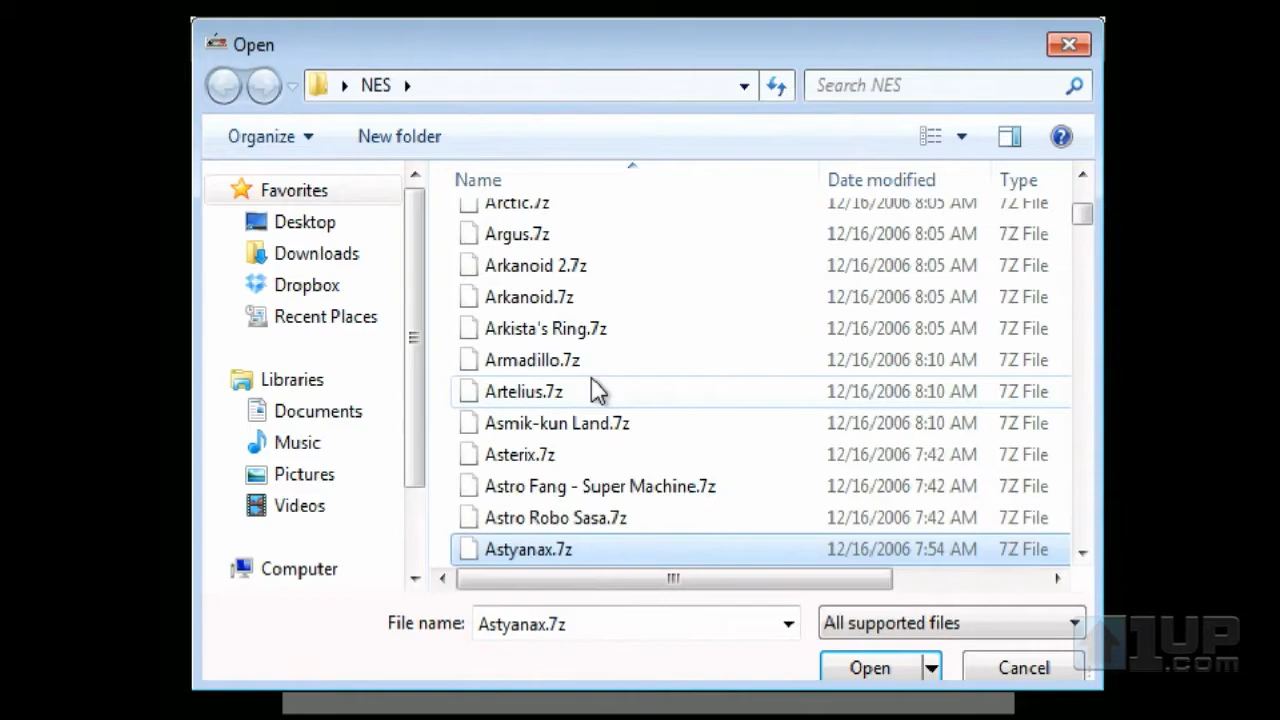 Open
NES
Search NES
Organize
New folder
Name
Date modified
Type
Favorites
Desktop
Downloads
Dropbox
Recent Places
Libraries
Documents
Music
Pictures
Videos
Computer
Arctic.7z 12/16/2006 8:05 AM 7Z File
Argus.7z 12/16/2006 8:05 AM 7Z File
Arkanoid 2.7z 12/16/2006 8:05 AM 7Z File
Arkanoid.7z 12/16/2006 8:05 AM 7Z File
Arkista's Ring.7z 12/16/2006 8:05 AM 7Z File
Armadillo.7z 12/16/2006 8:10 AM 7Z File
Artelius.7z 12/16/2006 8:10 AM 7Z File
Asmik-kun Land.7z 12/16/2006 8:10 AM 7Z File
Asterix.7z 12/16/2006 7:42 AM 7Z File
Astro Fang - Super Machine.7z 12/16/2006 7:42 AM 7Z File
Astro Robo Sasa.7z 12/16/2006 7:42 AM 7Z File
Astyanax.7z 12/16/2006 7:54 AM 7Z File
File name: Astyanax.7z
All supported files
Open
Cancel
1UP
.com